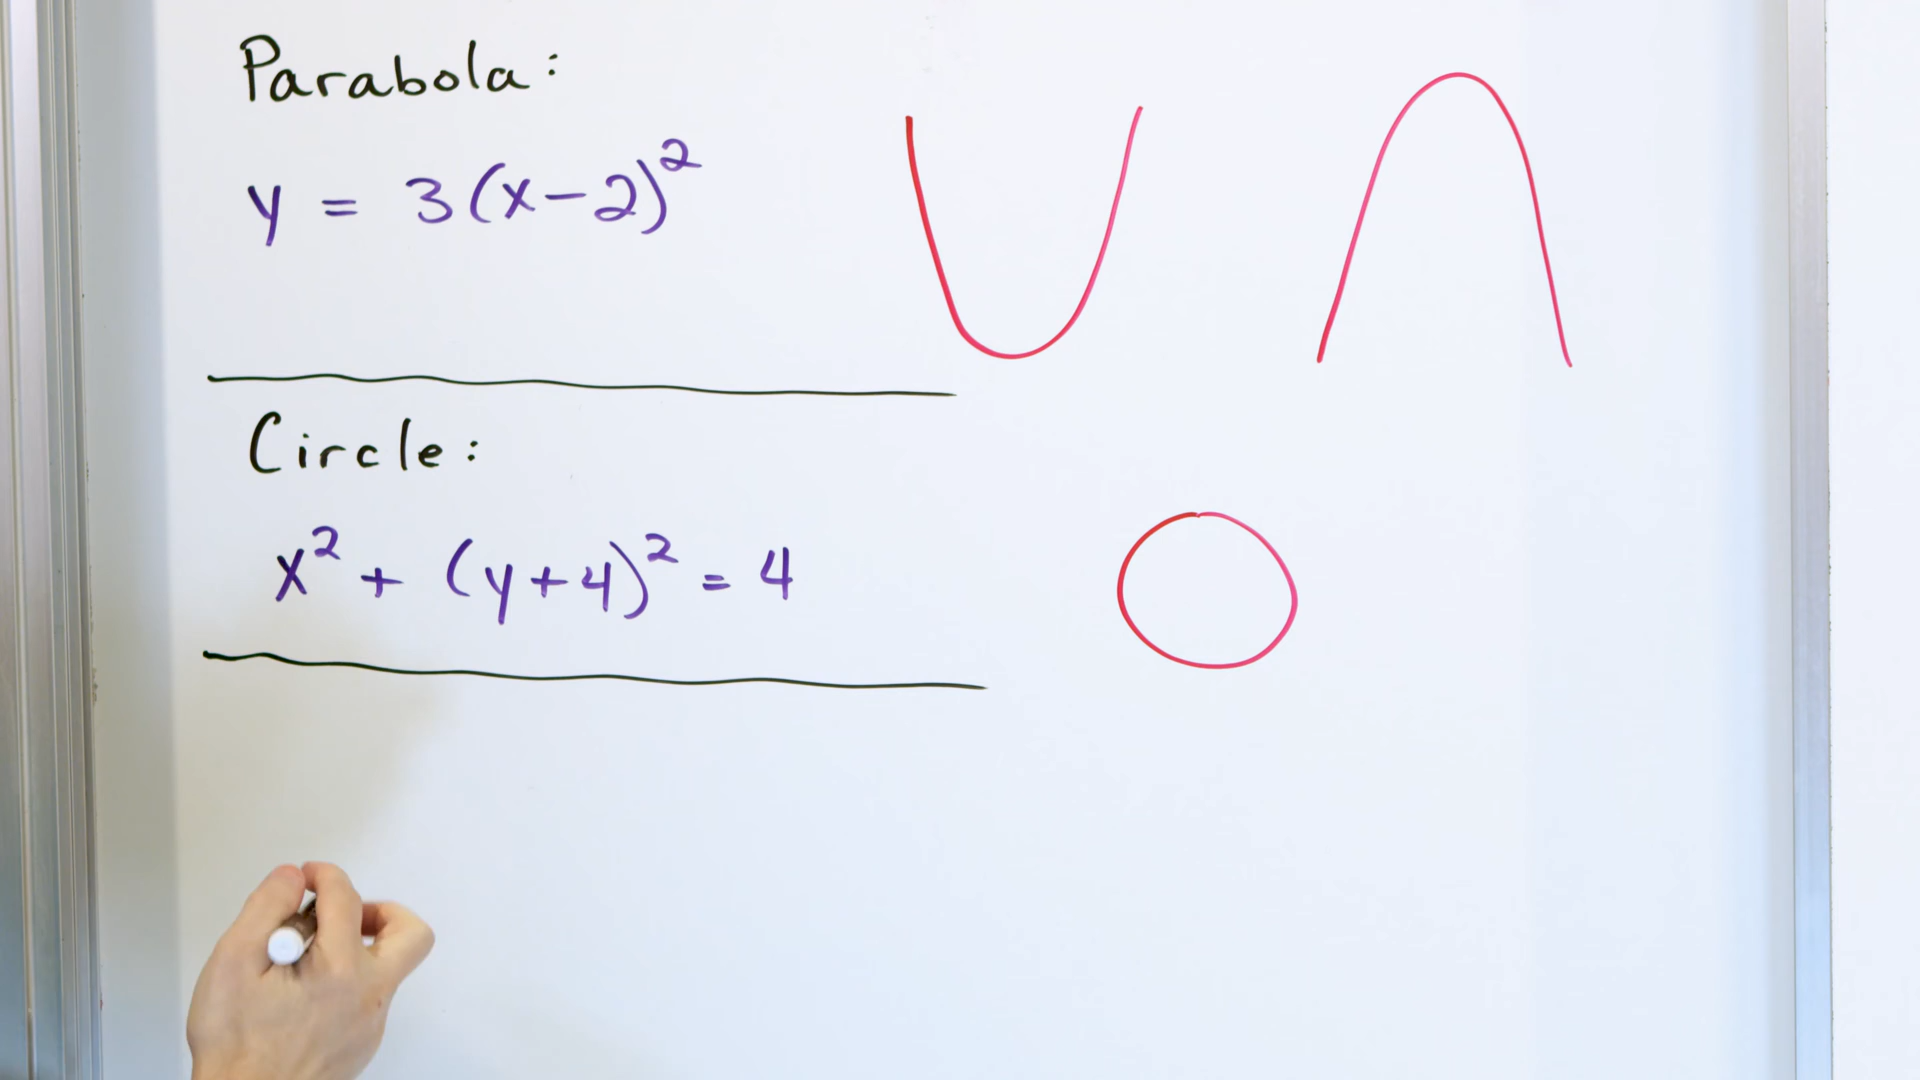 Parabola:
y = 3(x-2)²
Circle:
x² + (y+4)² = 4